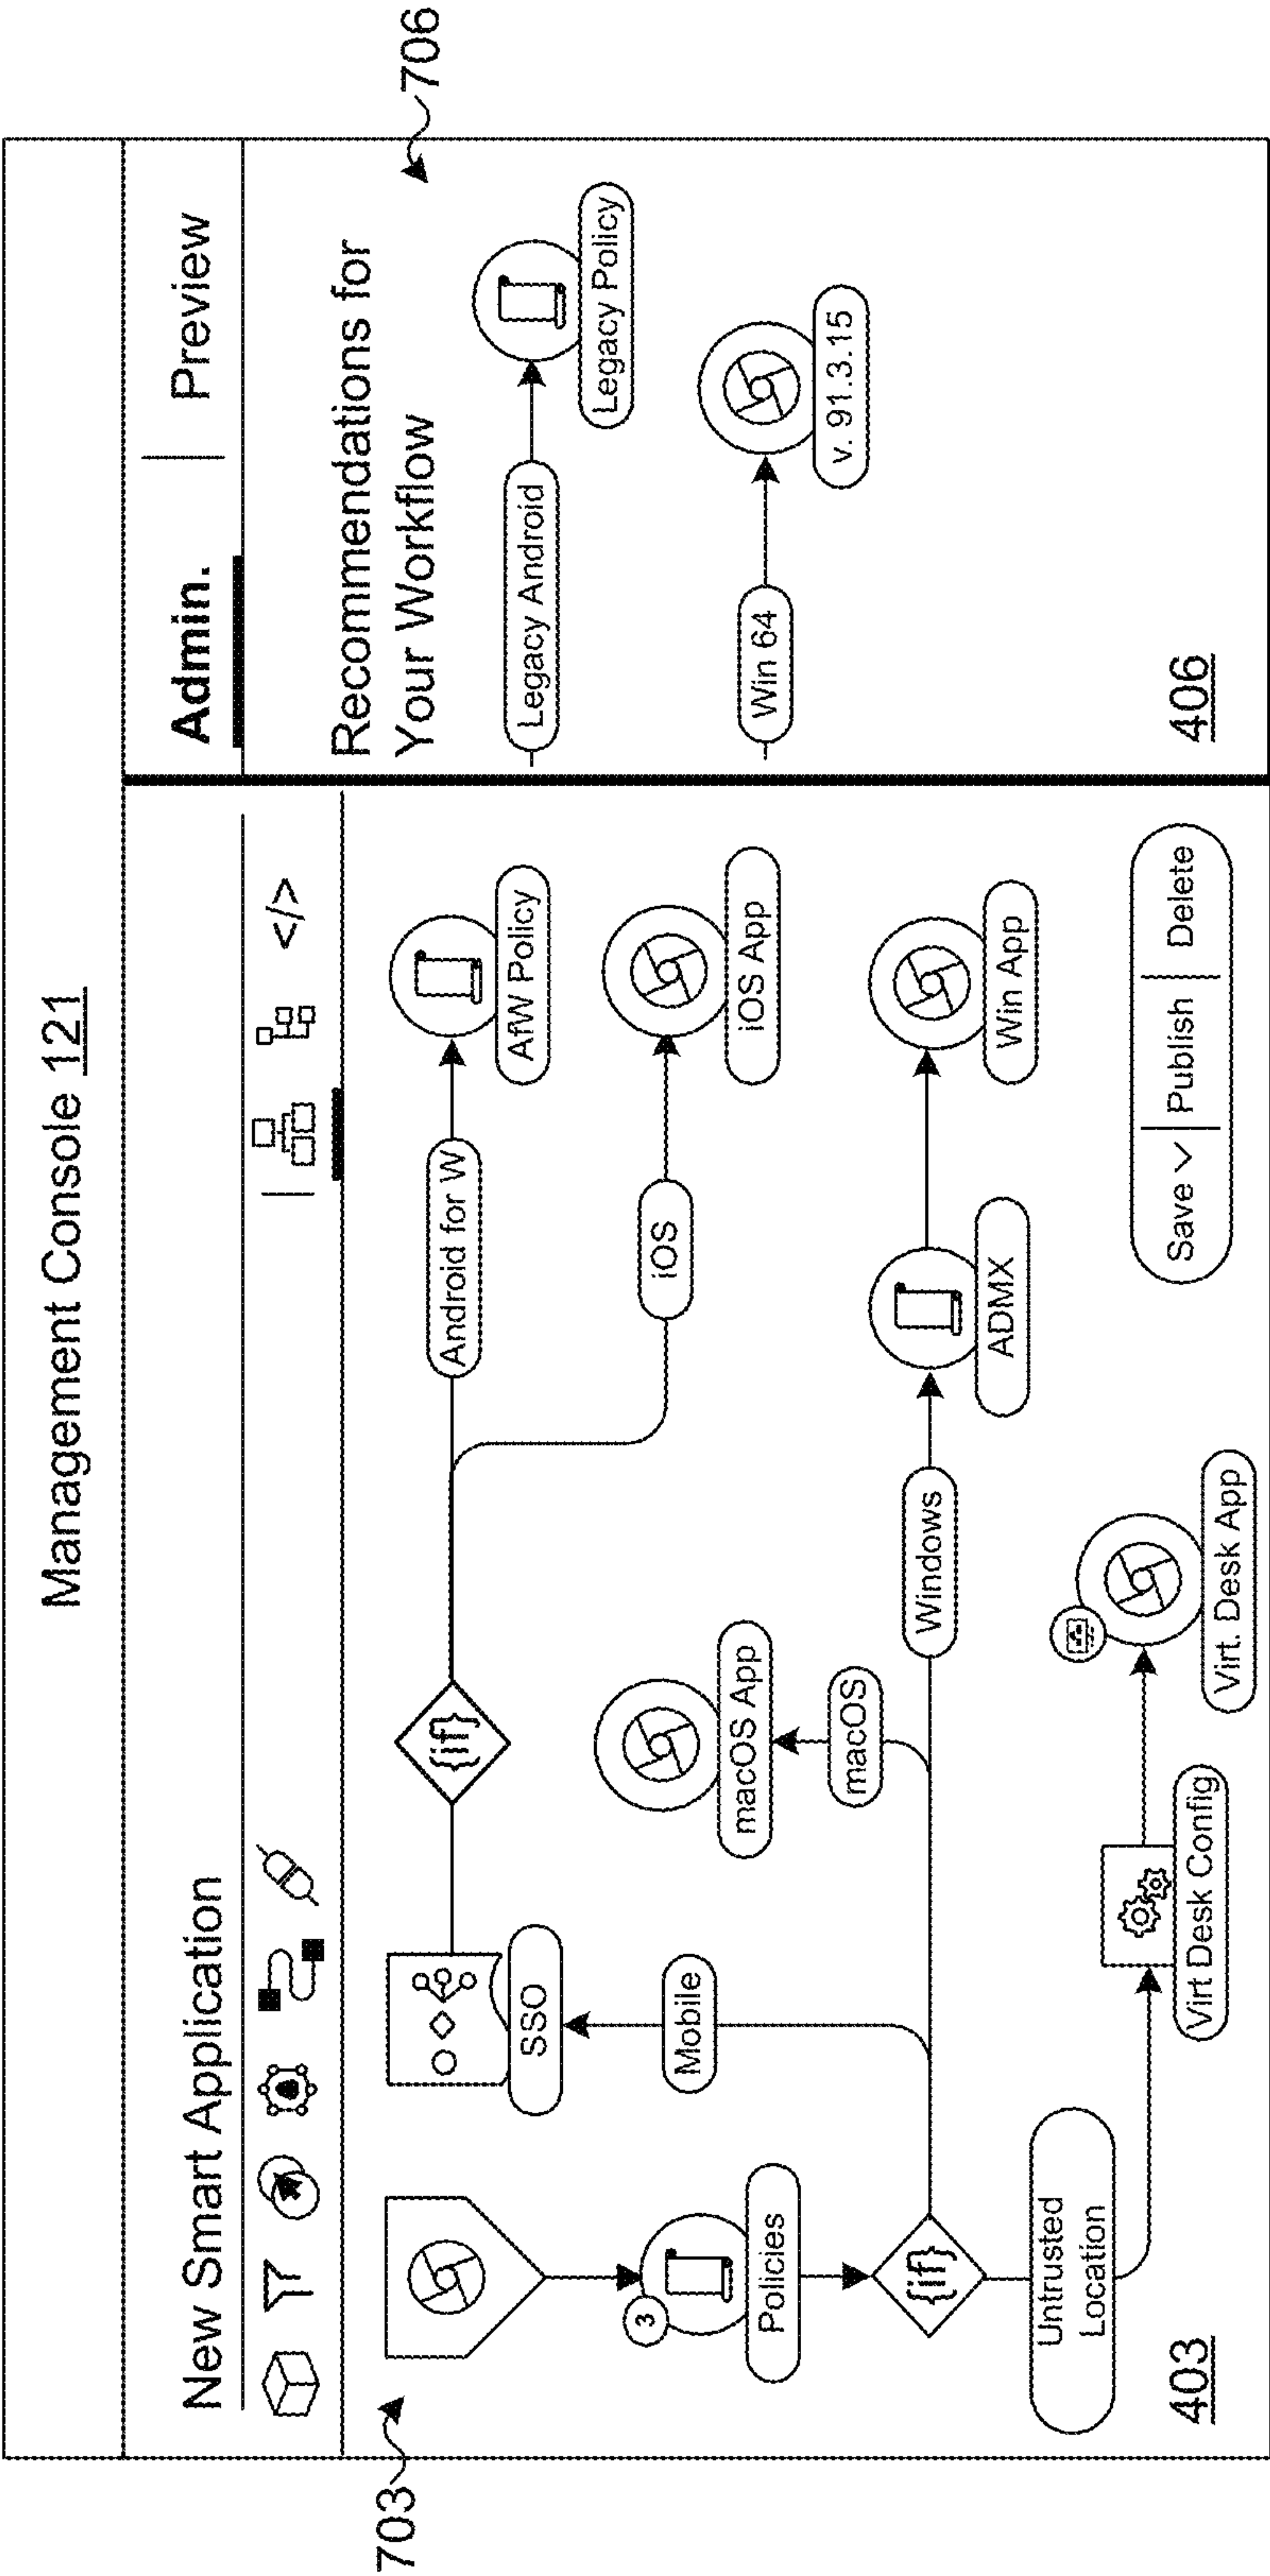 Management Console 121
New Smart Application
Admin.
Preview
</>
703
706
Recommendations for
Your Workflow
{if}
Android for W
AfW Policy
SSO
Legacy Android
Legacy Policy
iOS
iOS App
Mobile
macOS App
macOS
3
Policies
Win 64
v. 91.3.15
{if}
Windows
ADMX
Win App
Untrusted
Location
Virt Desk Config
Virt. Desk App
Save
Publish
Delete
403
406